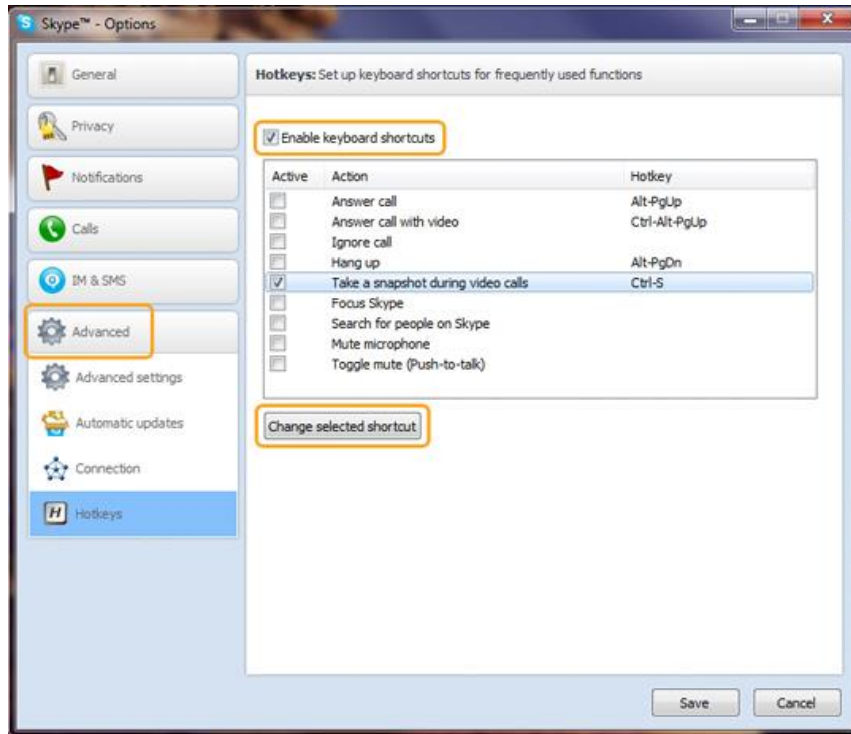 Skype™ - Options
General
Privacy
Notifications
Calls
IM & SMS
Advanced
Advanced settings
Automatic updates
Connection
H Hotkeys
Hotkeys: Set up keyboard shortcuts for frequently used functions
Enable keyboard shortcuts
Active Action Hotkey
Answer call Alt-PgUp
Answer call with video Ctrl-Alt-PgUp
Ignore call
Hang up Alt-PgDn
Take a snapshot during video calls Ctrl-S
Focus Skype
Search for people on Skype
Mute microphone
Toggle mute (Push-to-talk)
Change selected shortcut
Save Cancel